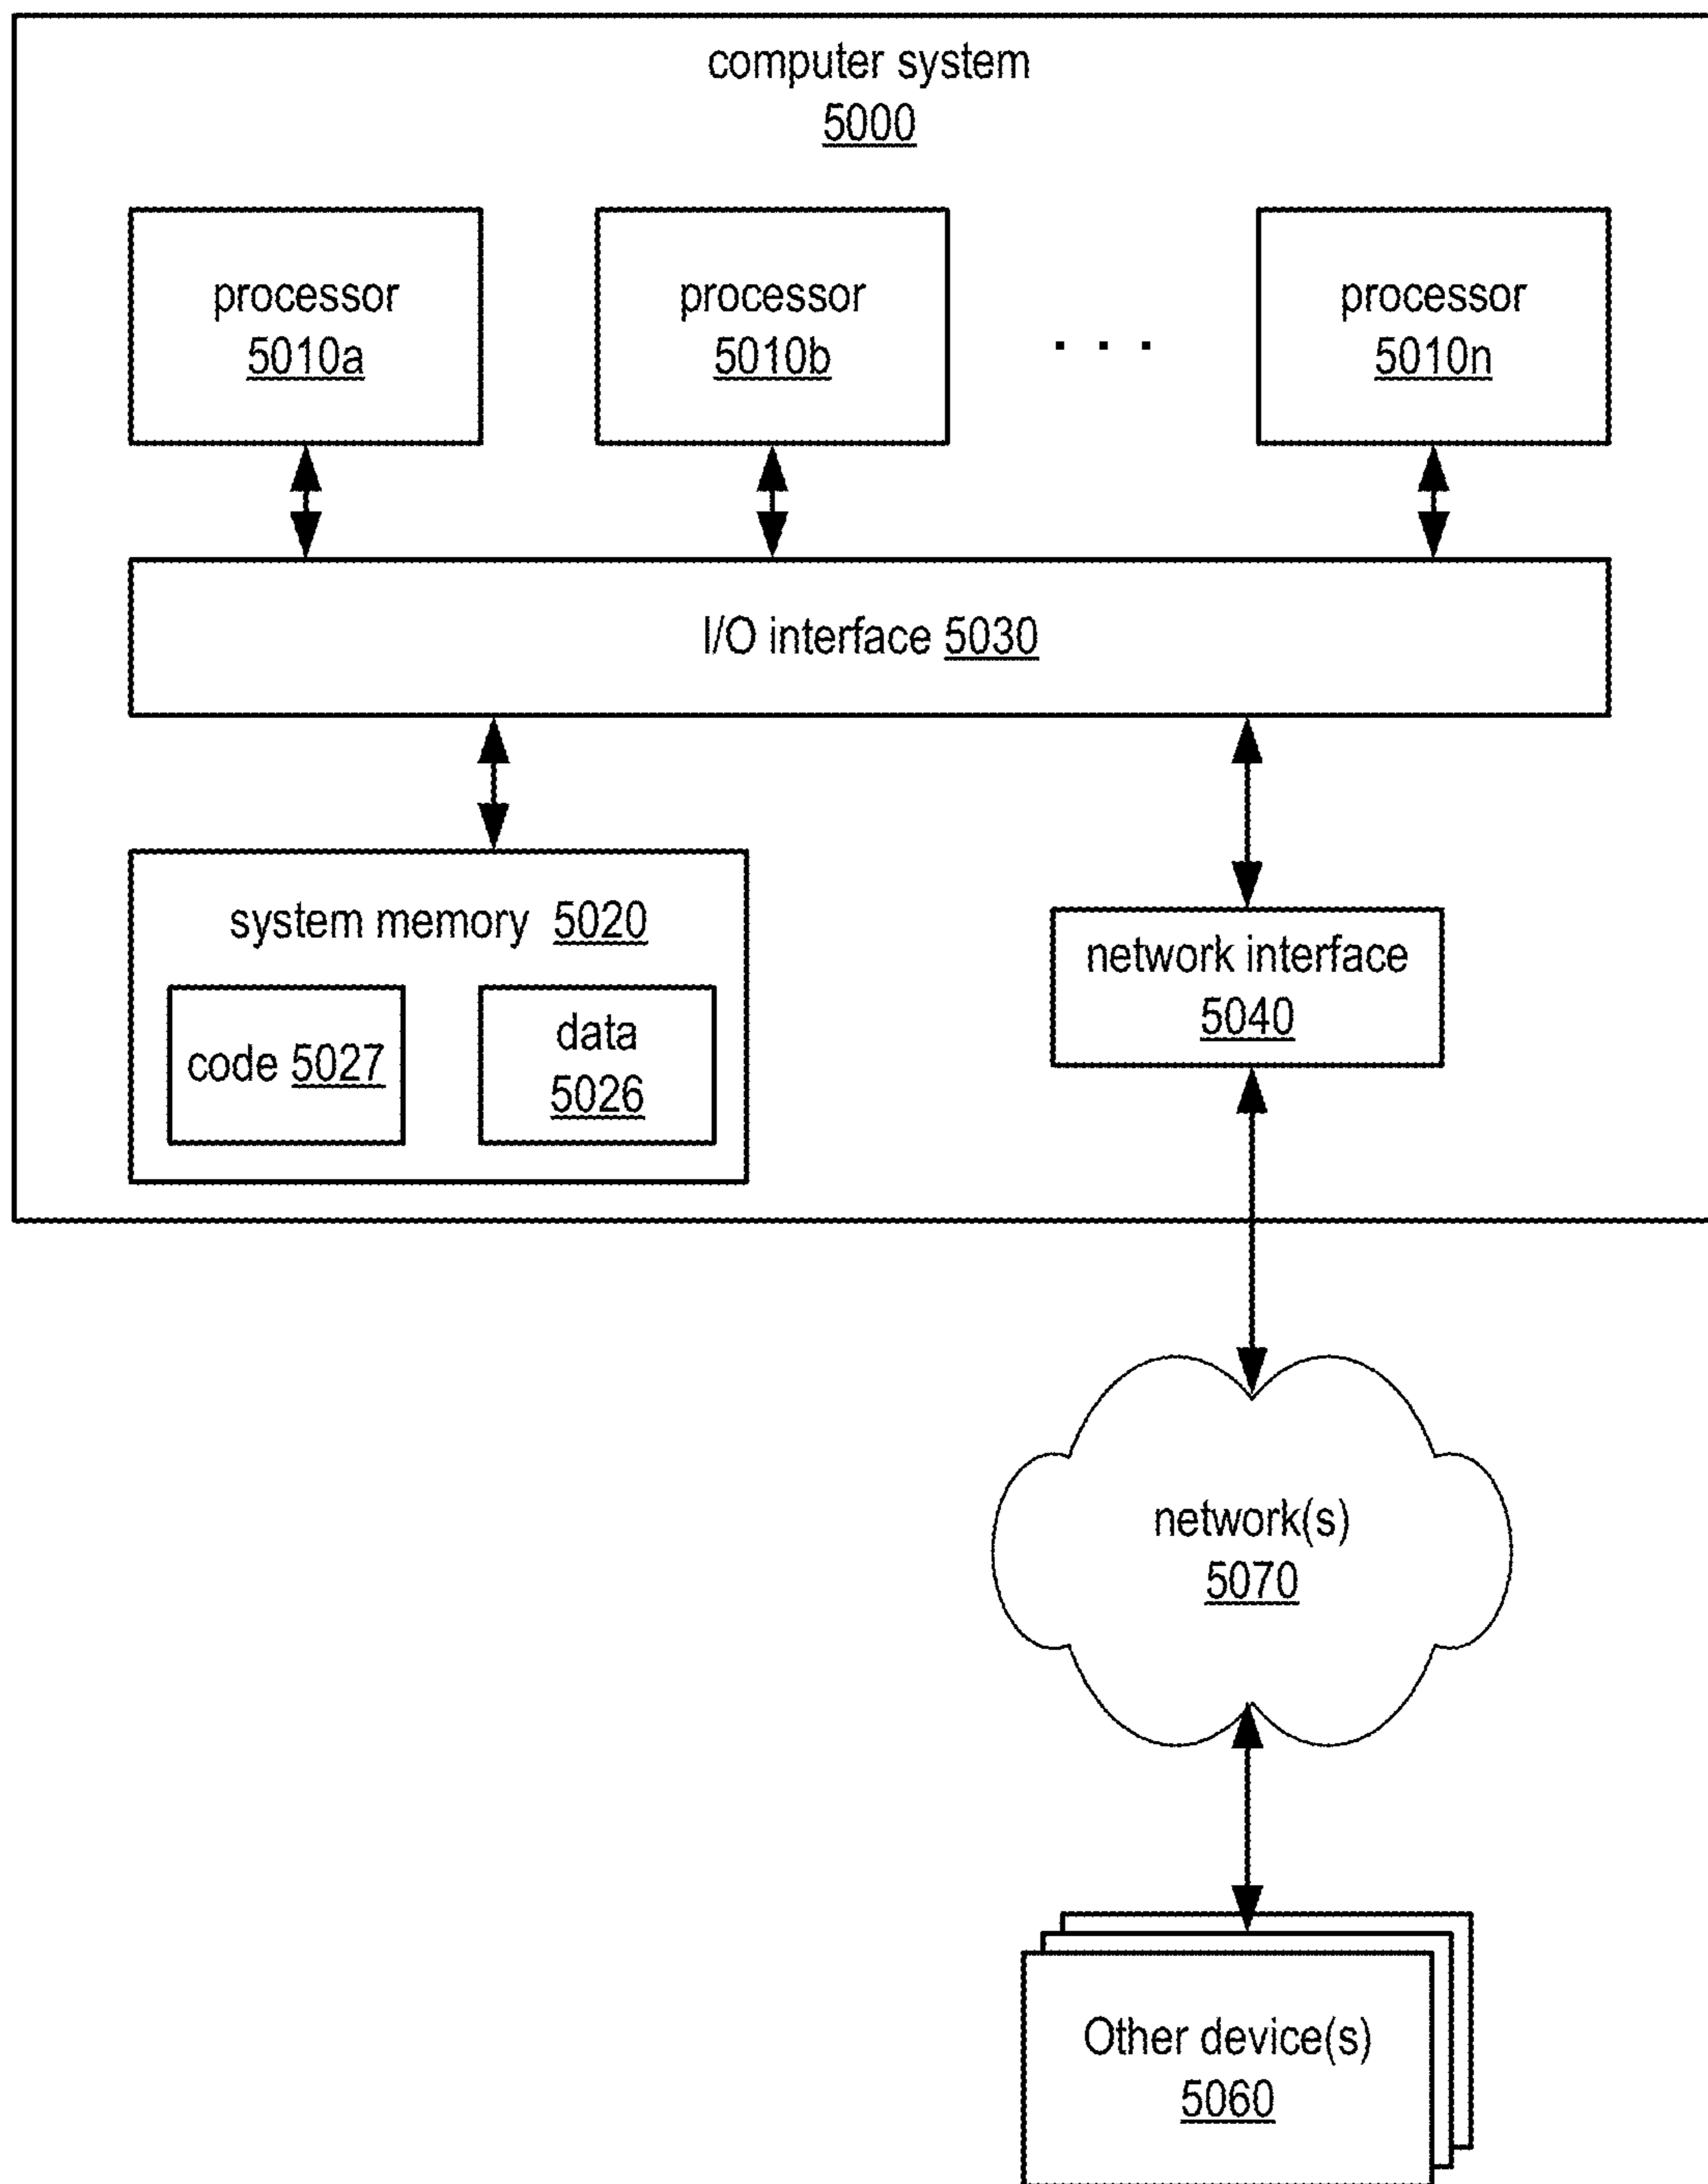 computer system
5000
processor
5010a
processor
5010b
. . .
processor
5010n
I/O interface 5030
system memory 5020
code 5027
data
5026
network interface
5040
network(s)
5070
Other device(s)
5060